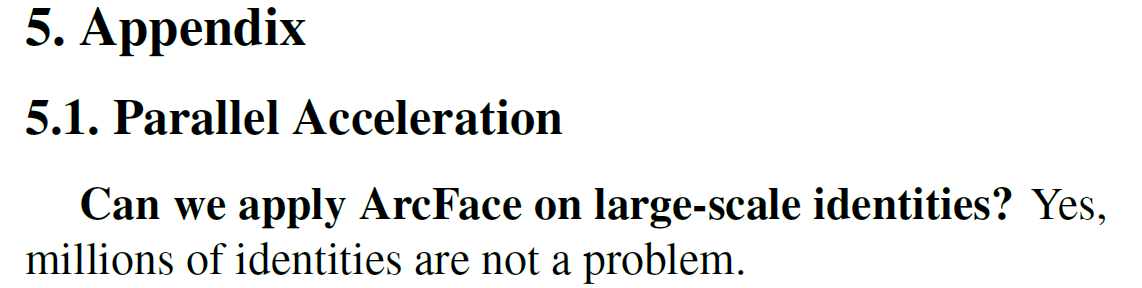 5. Appendix
5.1. Parallel Acceleration
Can we apply ArcFace on large-scale identities? Yes,
millions of identities are not a problem.